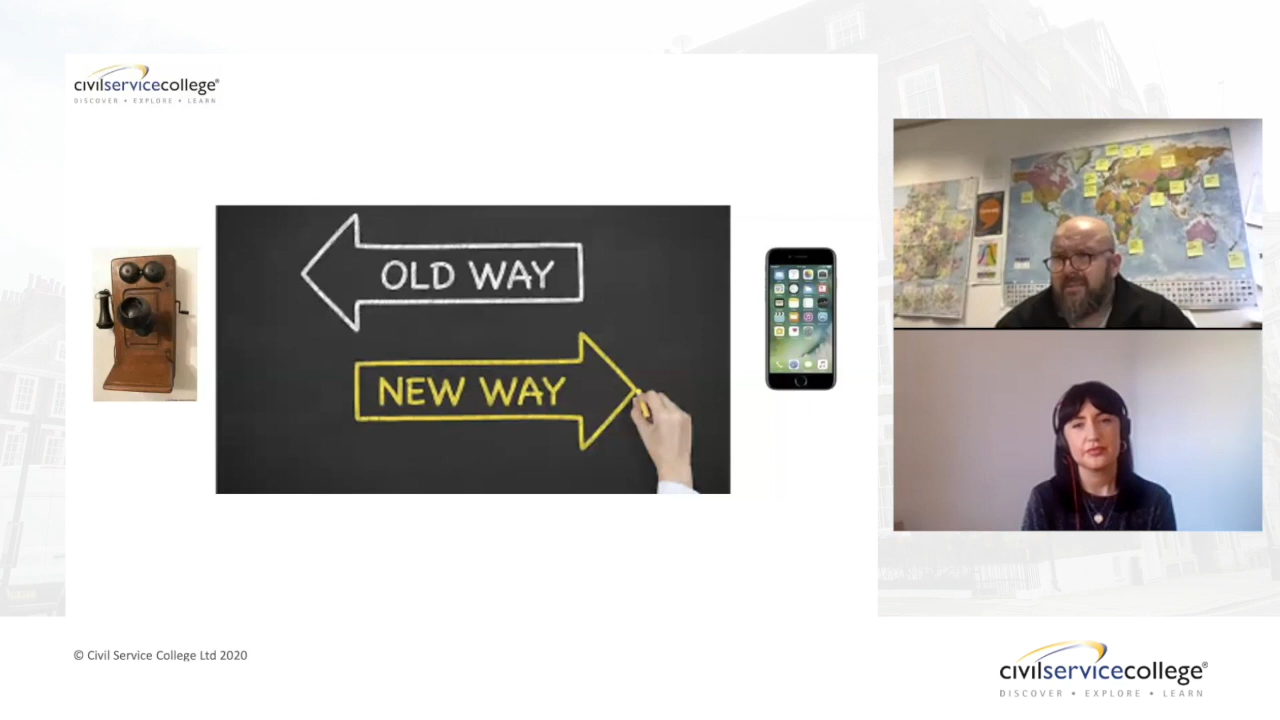 civilservicecollege®
DISCOVER • EXPLORE • LEARN
OLD WAY
NEW WAY
© Civil Service College Ltd 2020
civilservicecollege®
DISCOVER • EXPLORE • LEARN